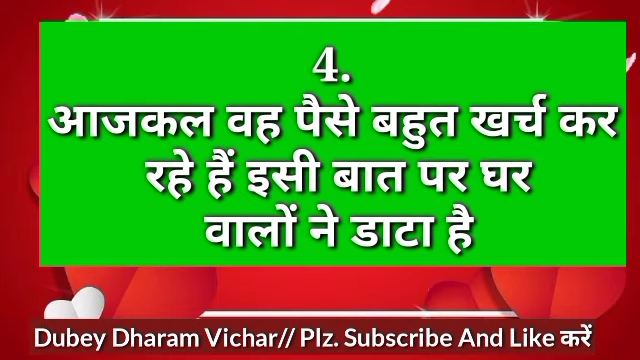 4.
आजकल वह पैसे बहुत खर्च कर
रहे हैं इसी बात पर घर
वालों ने डाटा है
Dubey Dharam Vichar// Plz. Subscribe And Like करें